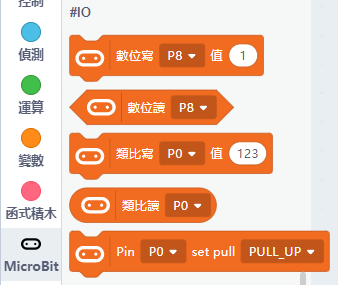 控制
#IO
數位寫 P8 值 1
偵測
數位讀 P8
運算
類比寫 P0 值 123
變數
類比讀 P0
函式積木
Pin P0 set pull PULL_UP
MicroBit